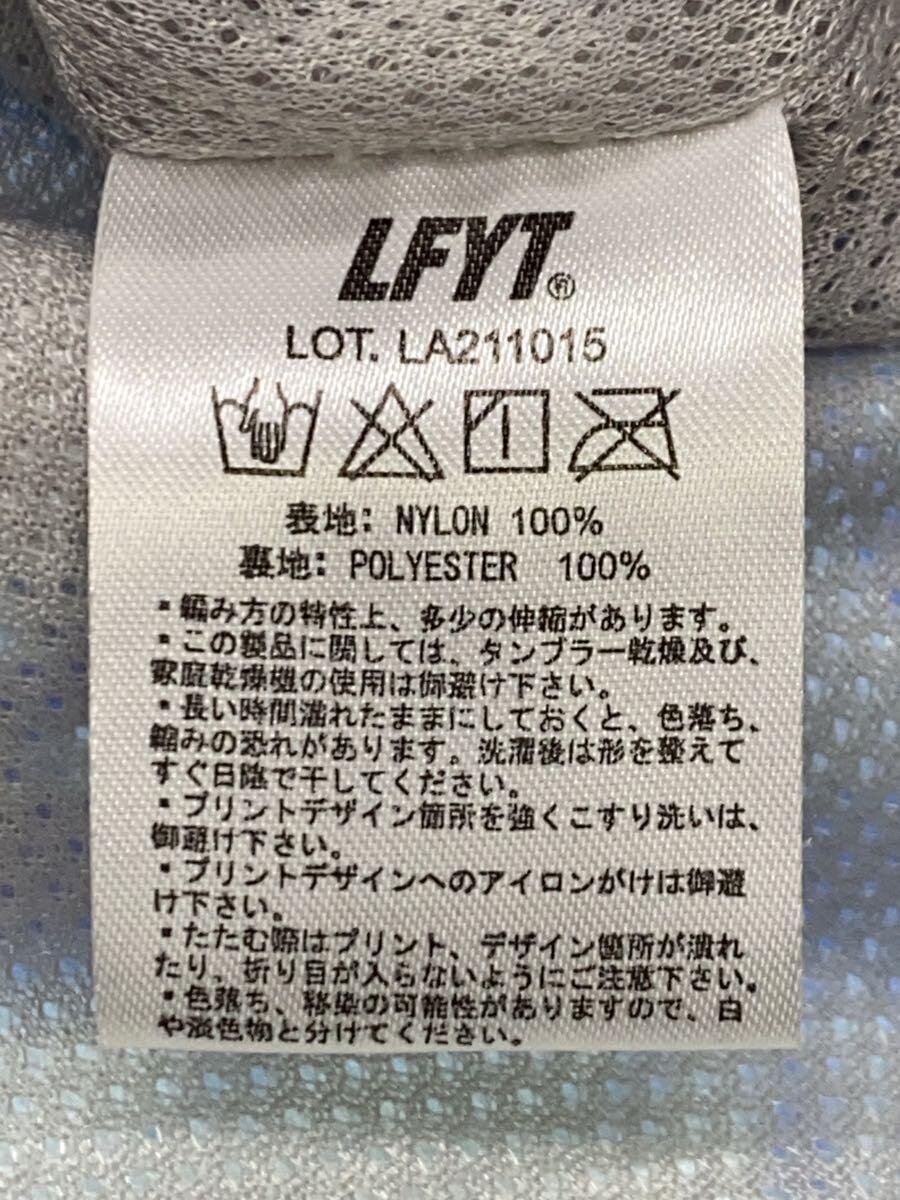 LFYT®
LOT. LA211015
表地: NYLON 100%
裏地: POLYESTER 100%
・編み方の特性上、多少の伸縮があります。
・この製品に関しては、タンブラー乾燥及び、
家庭乾燥機の使用は御避け下さい。
・長い時間濡れたままにしておくと、色落ち、
縮みの恐れがあります。洗濯後は形を整えて
すぐ日陰で干してください。
・プリントデザイン箇所を強くこすり洗いは、
御避け下さい。
・プリントデザインへのアイロンがけは御避
け下さい。
・たたむ際はプリント、デザイン箇所が潰れ
たり、折り目が入らないようにご注意下さい。
・色落ち、移染の可能性がありますので、白
や淡色物と分けてください。